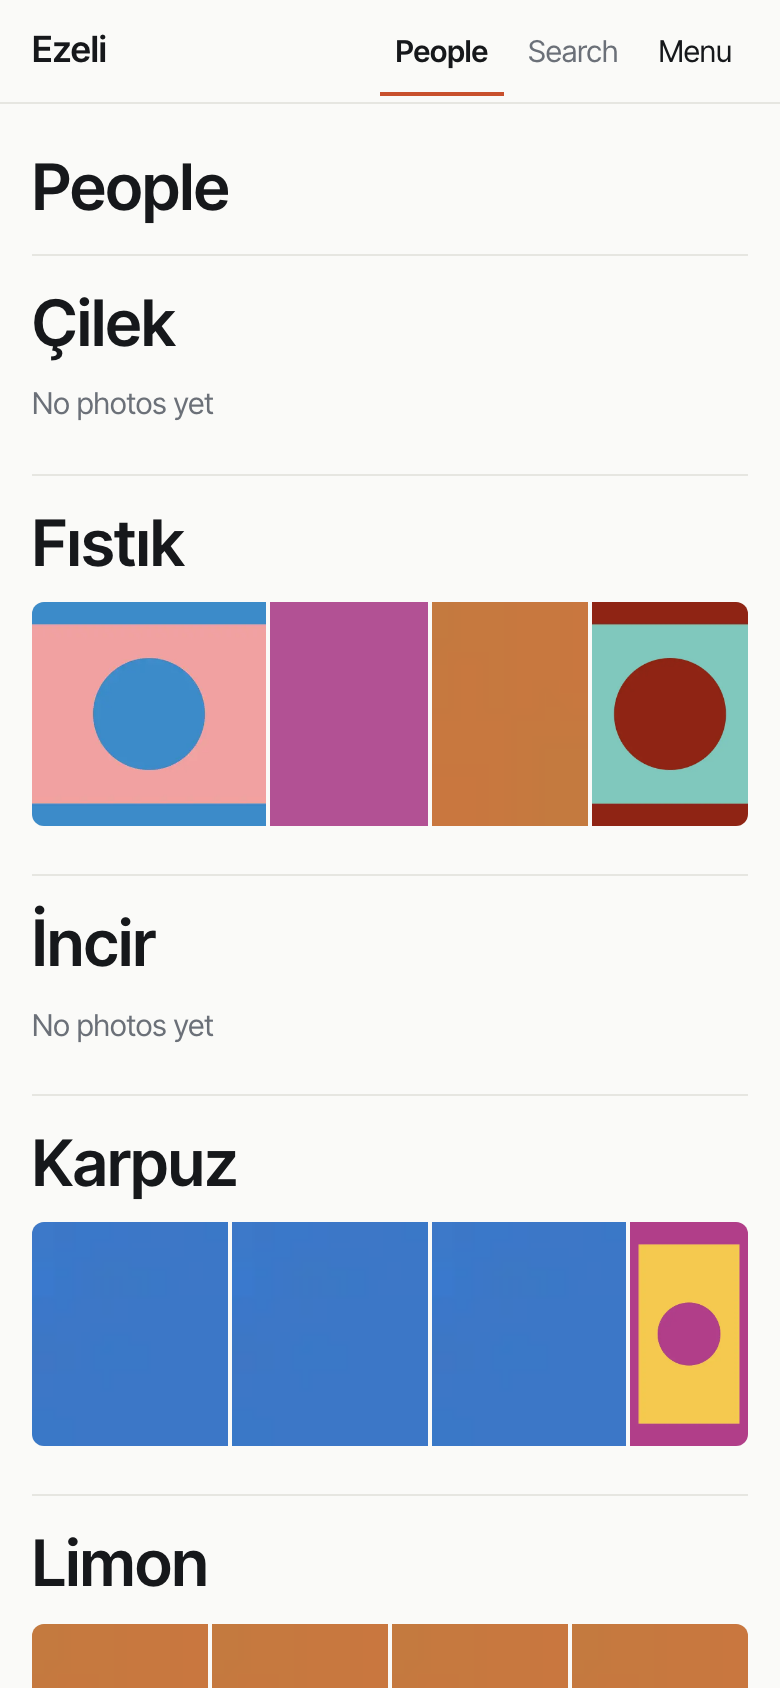 Ezeli
People Search Menu
People
Çilek
No photos yet
Fıstık
İncir
No photos yet
Karpuz
Limon